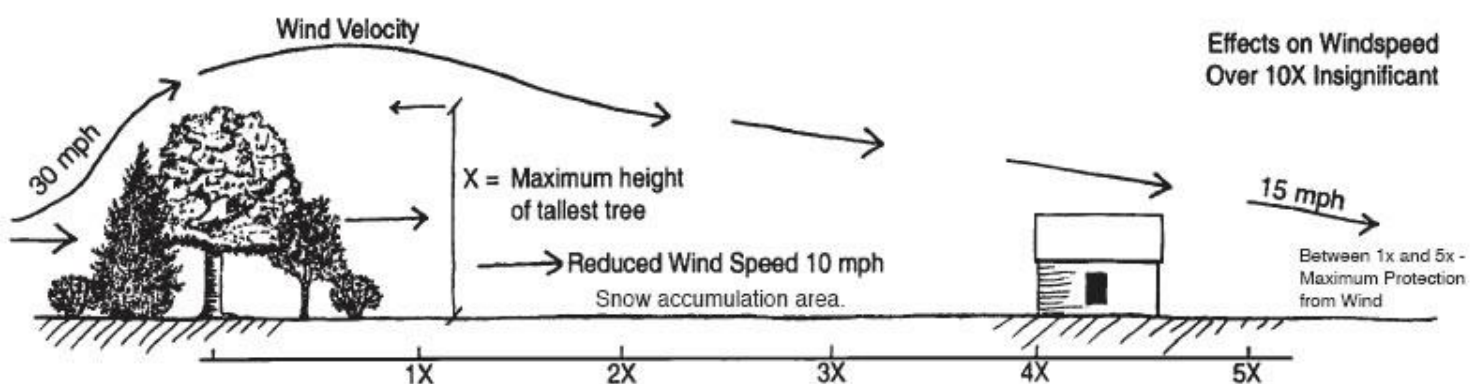 Wind Velocity
Effects on Windspeed
Over 10X Insignificant
30 mph
X = Maximum height
of tallest tree
15 mph
Reduced Wind Speed 10 mph
Snow accumulation area.
Between 1x and 5x -
Maximum Protection
from Wind
1X 2X 3X 4X 5X